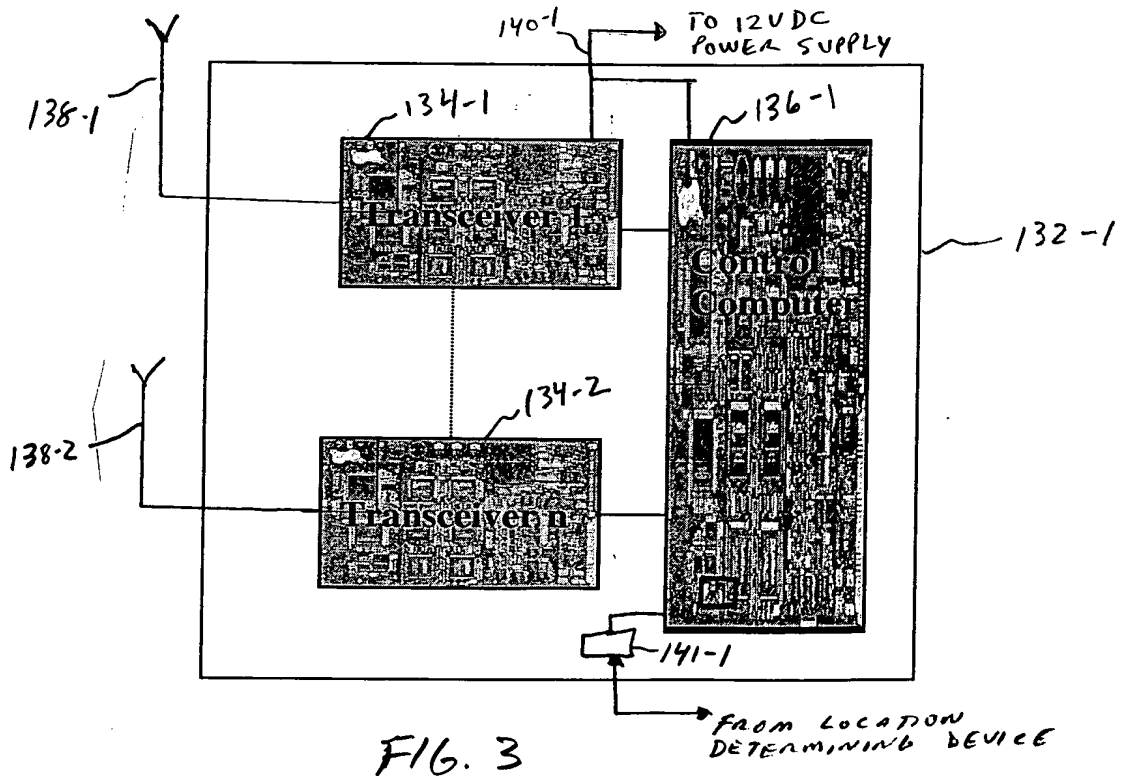 140-1
TO 12VDC
POWER SUPPLY
138-1
134-1
136-1
Transceiver 1
132-1
Control
Computer
138-2
134-2
Transceiver n
141-1
FROM LOCATION
DETERMINING DEVICE
FIG. 3